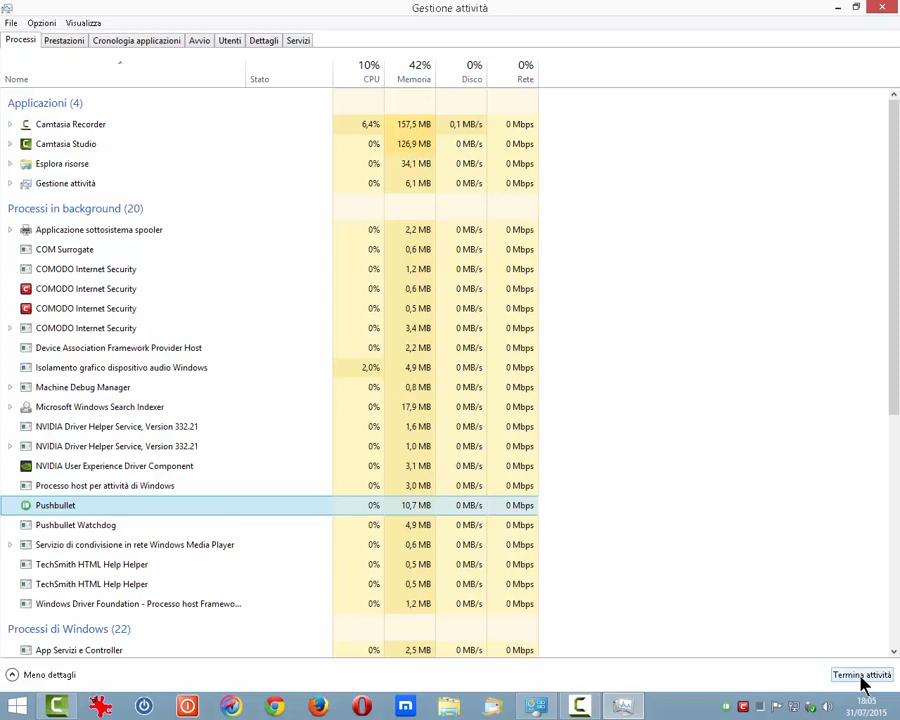 Gestione attività
File Opzioni Visualizza
Processi Prestazioni Cronologia applicazioni Avvio Utenti Dettagli Servizi
10% 42% 0% 0%
Nome Stato CPU Memoria Disco Rete
Applicazioni (4)
Camtasia Recorder 6,4% 157,5 MB 0,1 MB/s 0 Mbps
Camtasia Studio 0% 126,9 MB 0 MB/s 0 Mbps
Esplora risorse 0% 34,1 MB 0 MB/s 0 Mbps
Gestione attività 0% 6,1 MB 0 MB/s 0 Mbps
Processi in background (20)
Applicazione sottosistema spooler 0% 2,2 MB 0 MB/s 0 Mbps
COM Surrogate 0% 0,6 MB 0 MB/s 0 Mbps
COMODO Internet Security 0% 1,2 MB 0 MB/s 0 Mbps
COMODO Internet Security 0% 0,6 MB 0 MB/s 0 Mbps
COMODO Internet Security 0% 0,5 MB 0 MB/s 0 Mbps
COMODO Internet Security 0% 3,4 MB 0 MB/s 0 Mbps
Device Association Framework Provider Host 0% 2,2 MB 0 MB/s 0 Mbps
Isolamento grafico dispositivo audio Windows 2,0% 4,9 MB 0 MB/s 0 Mbps
Machine Debug Manager 0% 0,8 MB 0 MB/s 0 Mbps
Microsoft Windows Search Indexer 0% 17,9 MB 0 MB/s 0 Mbps
NVIDIA Driver Helper Service, Version 332.21 0% 1,6 MB 0 MB/s 0 Mbps
NVIDIA Driver Helper Service, Version 332.21 0% 1,0 MB 0 MB/s 0 Mbps
NVIDIA User Experience Driver Component 0% 3,1 MB 0 MB/s 0 Mbps
Processo host per attività di Windows 0% 3,0 MB 0 MB/s 0 Mbps
Pushbullet 0% 10,7 MB 0 MB/s 0 Mbps
Pushbullet Watchdog 0% 4,9 MB 0 MB/s 0 Mbps
Servizio di condivisione in rete Windows Media Player 0% 0,6 MB 0 MB/s 0 Mbps
TechSmith HTML Help Helper 0% 0,5 MB 0 MB/s 0 Mbps
TechSmith HTML Help Helper 0% 0,5 MB 0 MB/s 0 Mbps
Windows Driver Foundation - Processo host Framewo... 0% 1,2 MB 0 MB/s 0 Mbps
Processi di Windows (22)
App Servizi e Controller 0% 2,5 MB 0 MB/s 0 Mbps
Meno dettagli Termina attività
18:05
31/07/2015